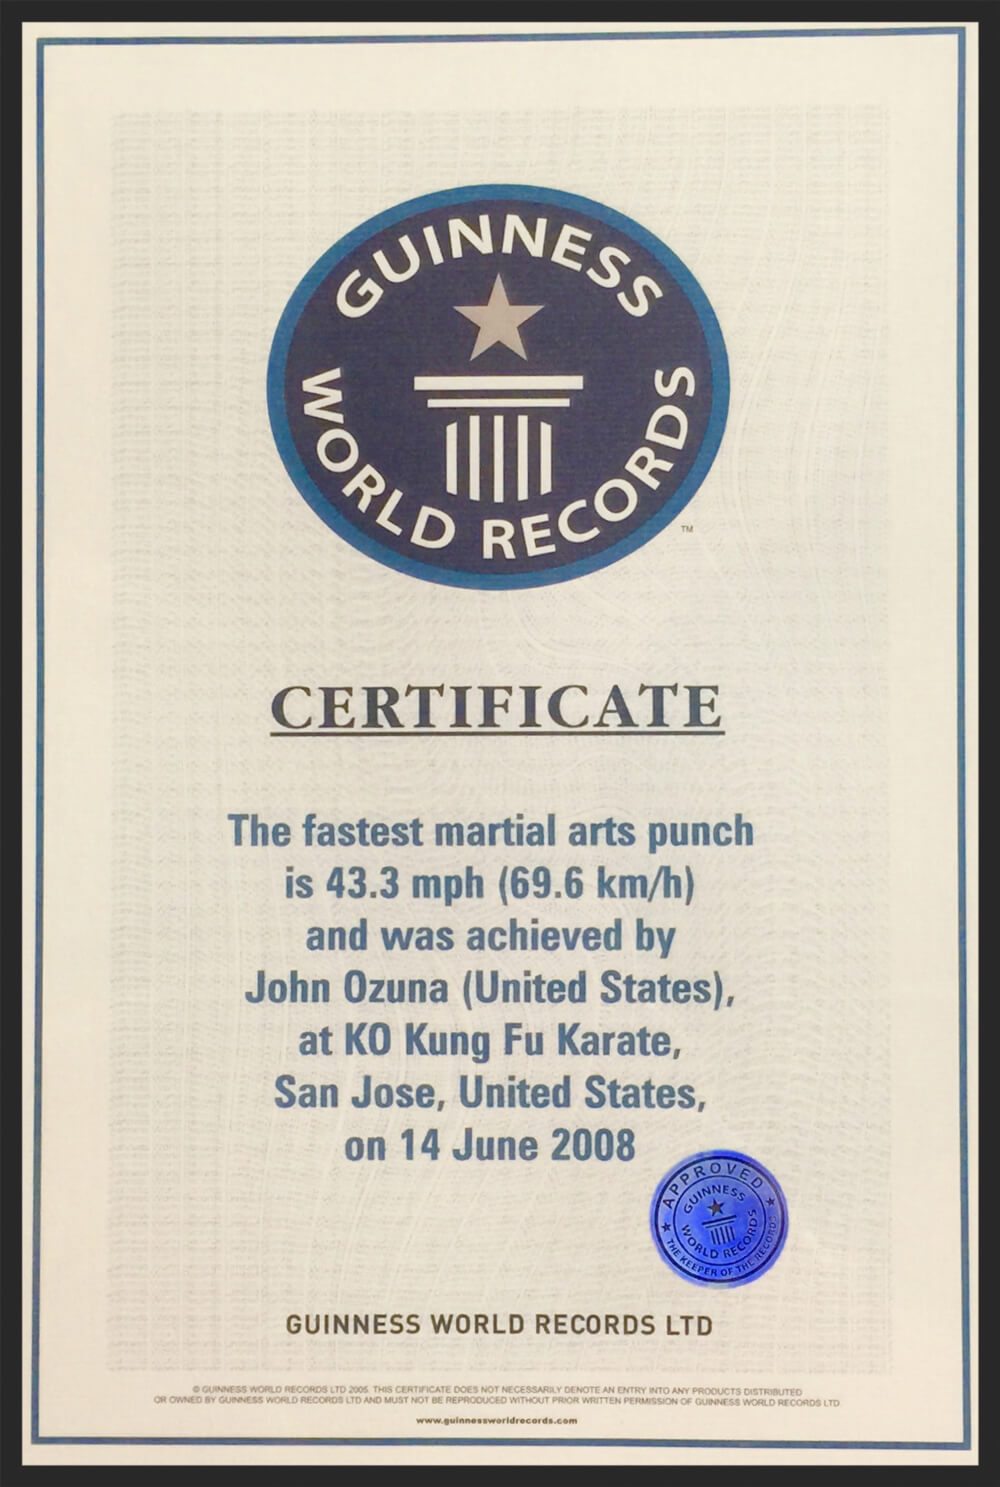 GUINNESS
WORLD RECORDS
TM
CERTIFICATE
The fastest martial arts punch
is 43.3 mph (69.6 km/h)
and was achieved by
John Ozuna (United States),
at KO Kung Fu Karate,
San Jose, United States,
on 14 June 2008
APPROVED
GUINNESS
WORLD RECORDS
THE KEEPER OF THE RECORDS
GUINNESS WORLD RECORDS LTD
© GUINNESS WORLD RECORDS LTD 2005. THIS CERTIFICATE DOES NOT NECESSARILY DENOTE AN ENTRY INTO ANY PRODUCTS DISTRIBUTED
OR OWNED BY GUINNESS WORLD RECORDS LTD AND MUST NOT BE REPRODUCED WITHOUT PRIOR WRITTEN PERMISSION OF GUINNESS WORLD RECORDS LTD
www.guinnessworldrecords.com